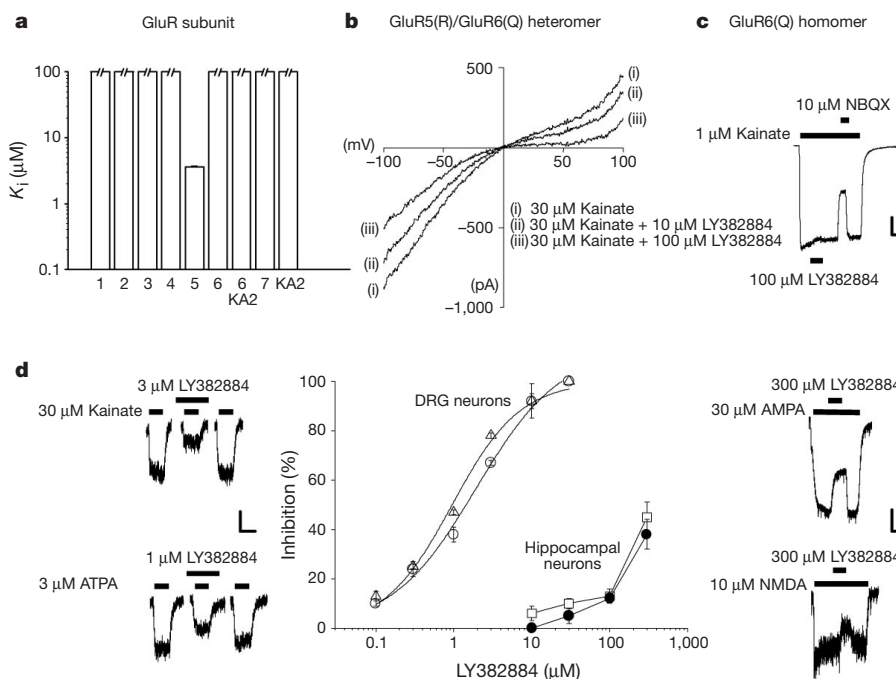 a
GluR subunit
K_i (μM)
100
10
1
0.1
1 2 3 4 5 6 6 7 KA2
KA2
b
GluR5(R)/GluR6(Q) heteromer
500
(i)
(ii)
(iii)
(mV)
−100 −50 0 50 100
(iii)
(ii)
(i)
−500
(pA)
−1,000
(i) 30 μM Kainate
(ii) 30 μM Kainate + 10 μM LY382884
(iii) 30 μM Kainate + 100 μM LY382884
c
GluR6(Q) homomer
10 μM NBQX
1 μM Kainate
100 μM LY382884
d
3 μM LY382884
30 μM Kainate
1 μM LY382884
3 μM ATPA
Inhibition (%)
100
80
60
40
20
0
DRG neurons
Hippocampal
neurons
0.1 1 10 100 1,000
LY382884 (μM)
300 μM LY382884
30 μM AMPA
300 μM LY382884
10 μM NMDA